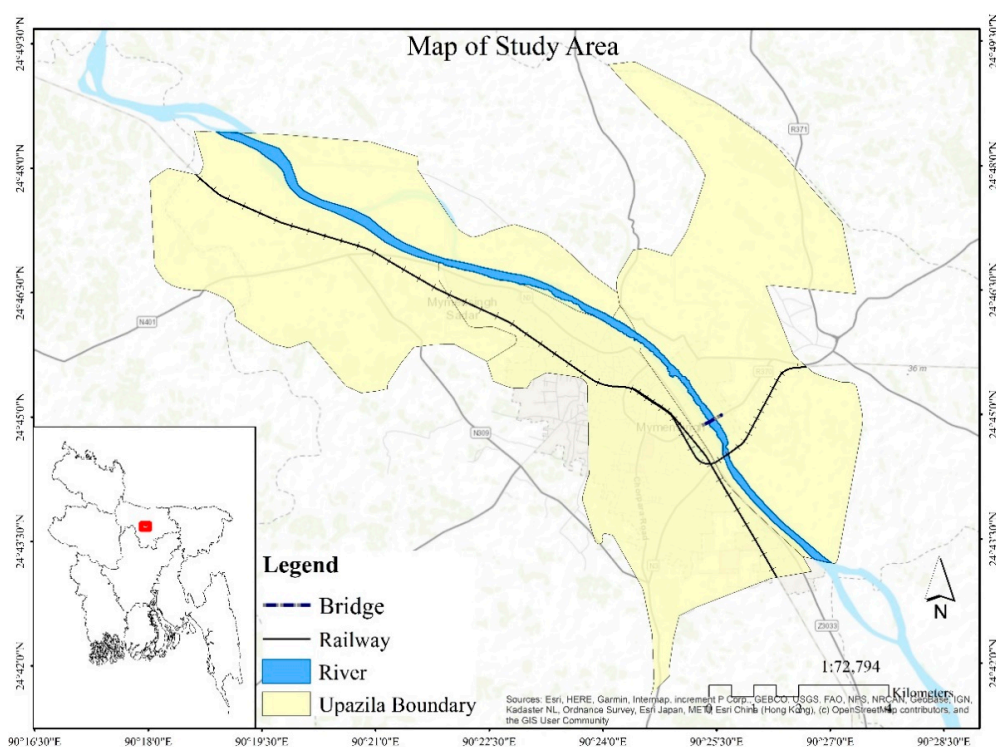 Map of Study Area
24°49'30"N
24°49'30"N
R371
24°48'0"N
24°48'0"N
24°46'30"N
24°46'30"N
Mymensingh
Sadar
N401
36 m
24°45'0"N
24°45'0"N
N309
24°43'30"N
24°43'30"N
Legend
Bridge
Railway
River
Upazila Boundary
N
Z3033
24°42'0"N
24°42'0"N
1:72,794
Kilometers
0 1
4
Sources: Esri, HERE, Garmin, Intermap, increment P Corp., GEBCO, USGS, FAO, NPS, NRCAN, GeoBase, IGN,
Kadaster NL, Ordnance Survey, Esri Japan, METI, Esri China (Hong Kong), (c) OpenStreetMap contributors, and
the GIS User Community
90°16'30"E 90°18'0"E 90°19'30"E 90°21'0"E 90°22'30"E 90°24'0"E 90°25'30"E 90°27'0"E 90°28'30"E